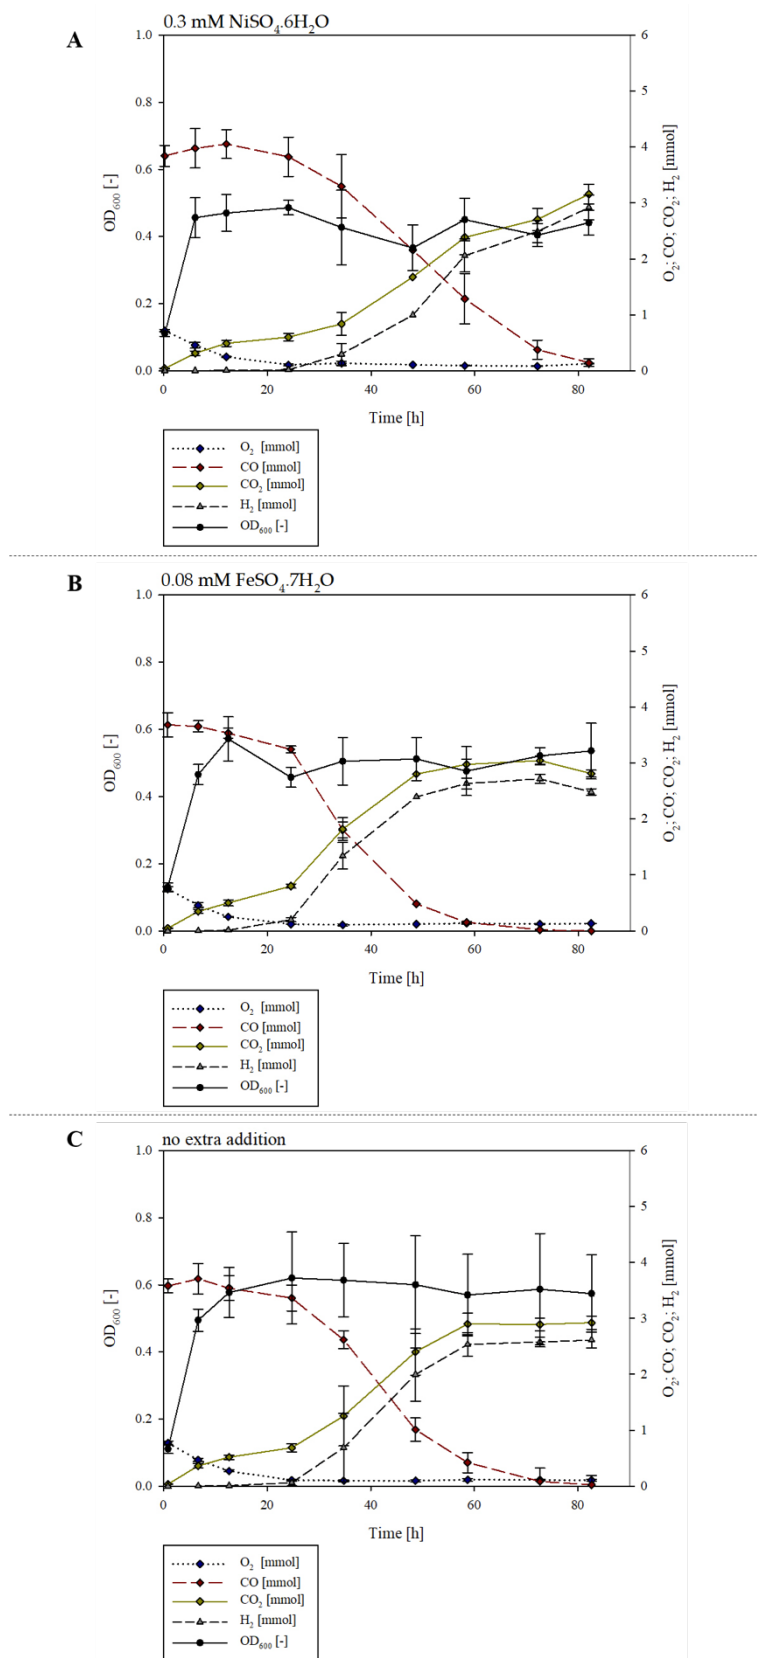 A
0.3 mM NiSO₄.6H₂O
1.0
0.8
0.6
0.4
0.2
0.0
OD₆₀₀ [-]
6
5
4
3
2
1
0
O₂; CO; CO₂; H₂ [mmol]
0
20
40
60
80
Time [h]
O₂ [mmol]
CO [mmol]
CO₂ [mmol]
H₂ [mmol]
OD₆₀₀ [-]
B
0.08 mM FeSO₄.7H₂O
1.0
0.8
0.6
0.4
0.2
0.0
OD₆₀₀ [-]
6
5
4
3
2
1
0
O₂; CO; CO₂; H₂ [mmol]
0
20
40
60
80
Time [h]
O₂ [mmol]
CO [mmol]
CO₂ [mmol]
H₂ [mmol]
OD₆₀₀ [-]
C
no extra addition
1.0
0.8
0.6
0.4
0.2
0.0
OD₆₀₀ [-]
6
5
4
3
2
1
0
O₂; CO; CO₂; H₂ [mmol]
0
20
40
60
80
Time [h]
O₂ [mmol]
CO [mmol]
CO₂ [mmol]
H₂ [mmol]
OD₆₀₀ [-]